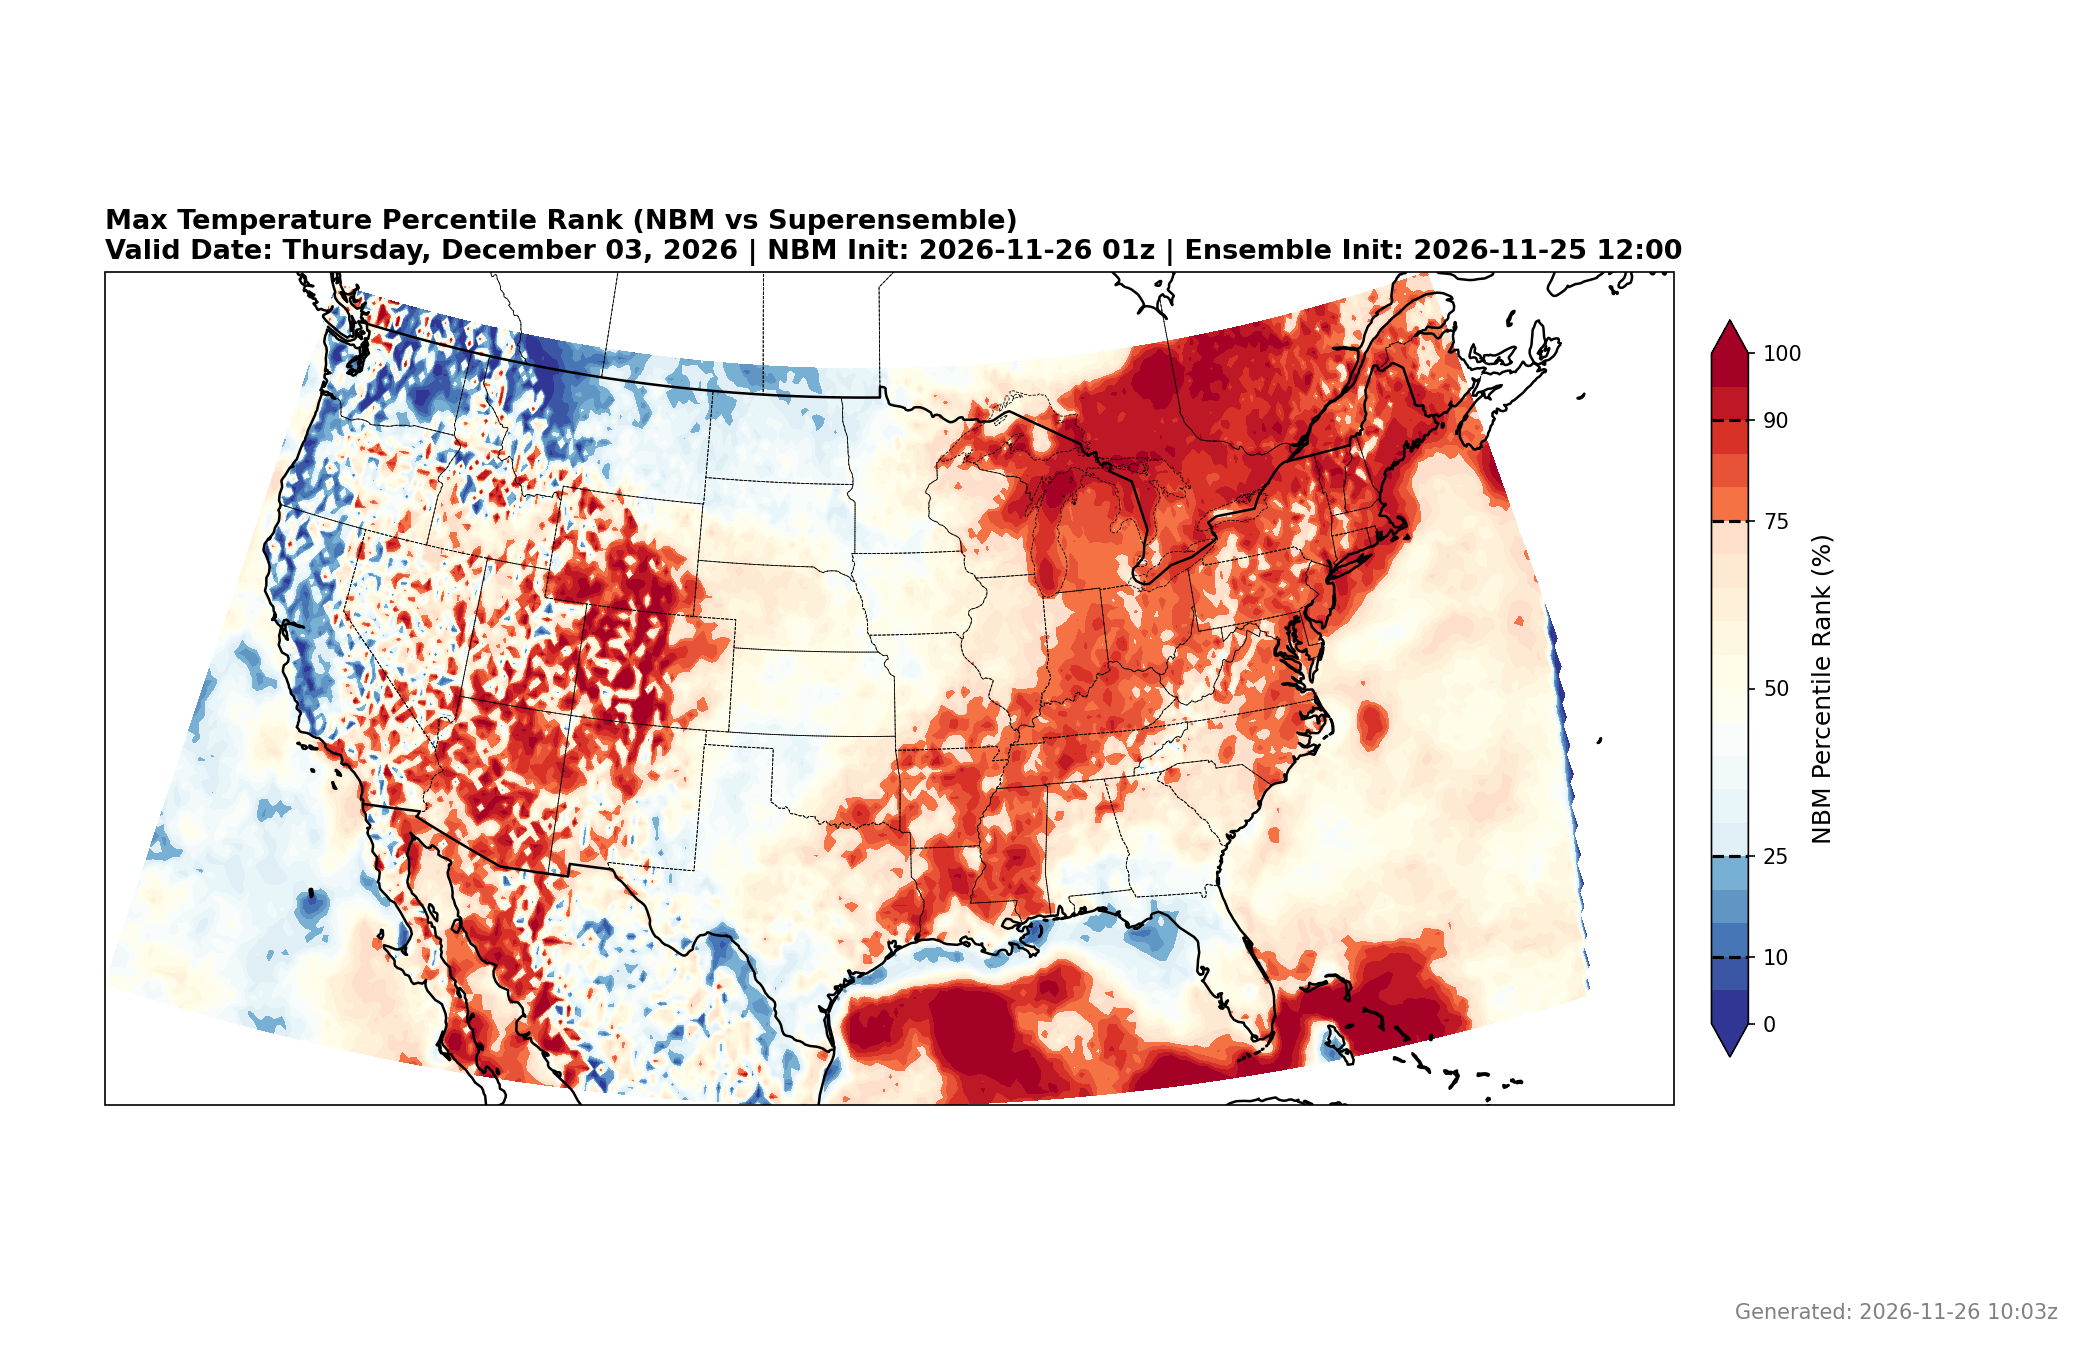 Max Temperature Percentile Rank (NBM vs Superensemble)
Valid Date: Thursday, December 03, 2026 | NBM Init: 2026-11-26 01z | Ensemble Init: 2026-11-25 12:00
100
90
75
50
25
10
0
NBM Percentile Rank (%)
Generated: 2026-11-26 10:03z